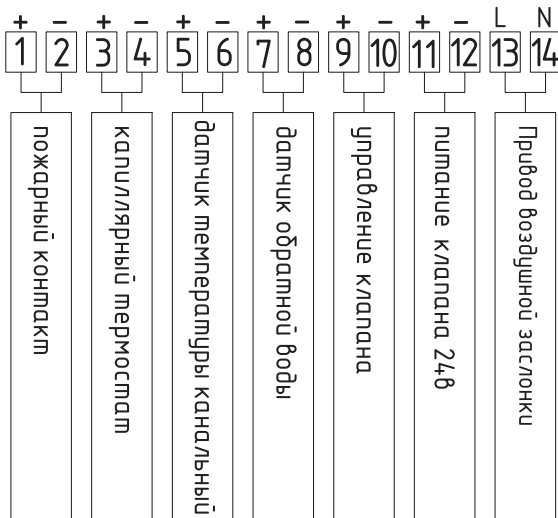 + − + − + − + − + − + − L N
1 2 3 4 5 6 7 8 9 10 11 12 13 14
пожарный контакт
капиллярный термостат
датчик температуры канальный
датчик обратной воды
управление клапана
питание клапана 24в
Привод воздушной заслонки